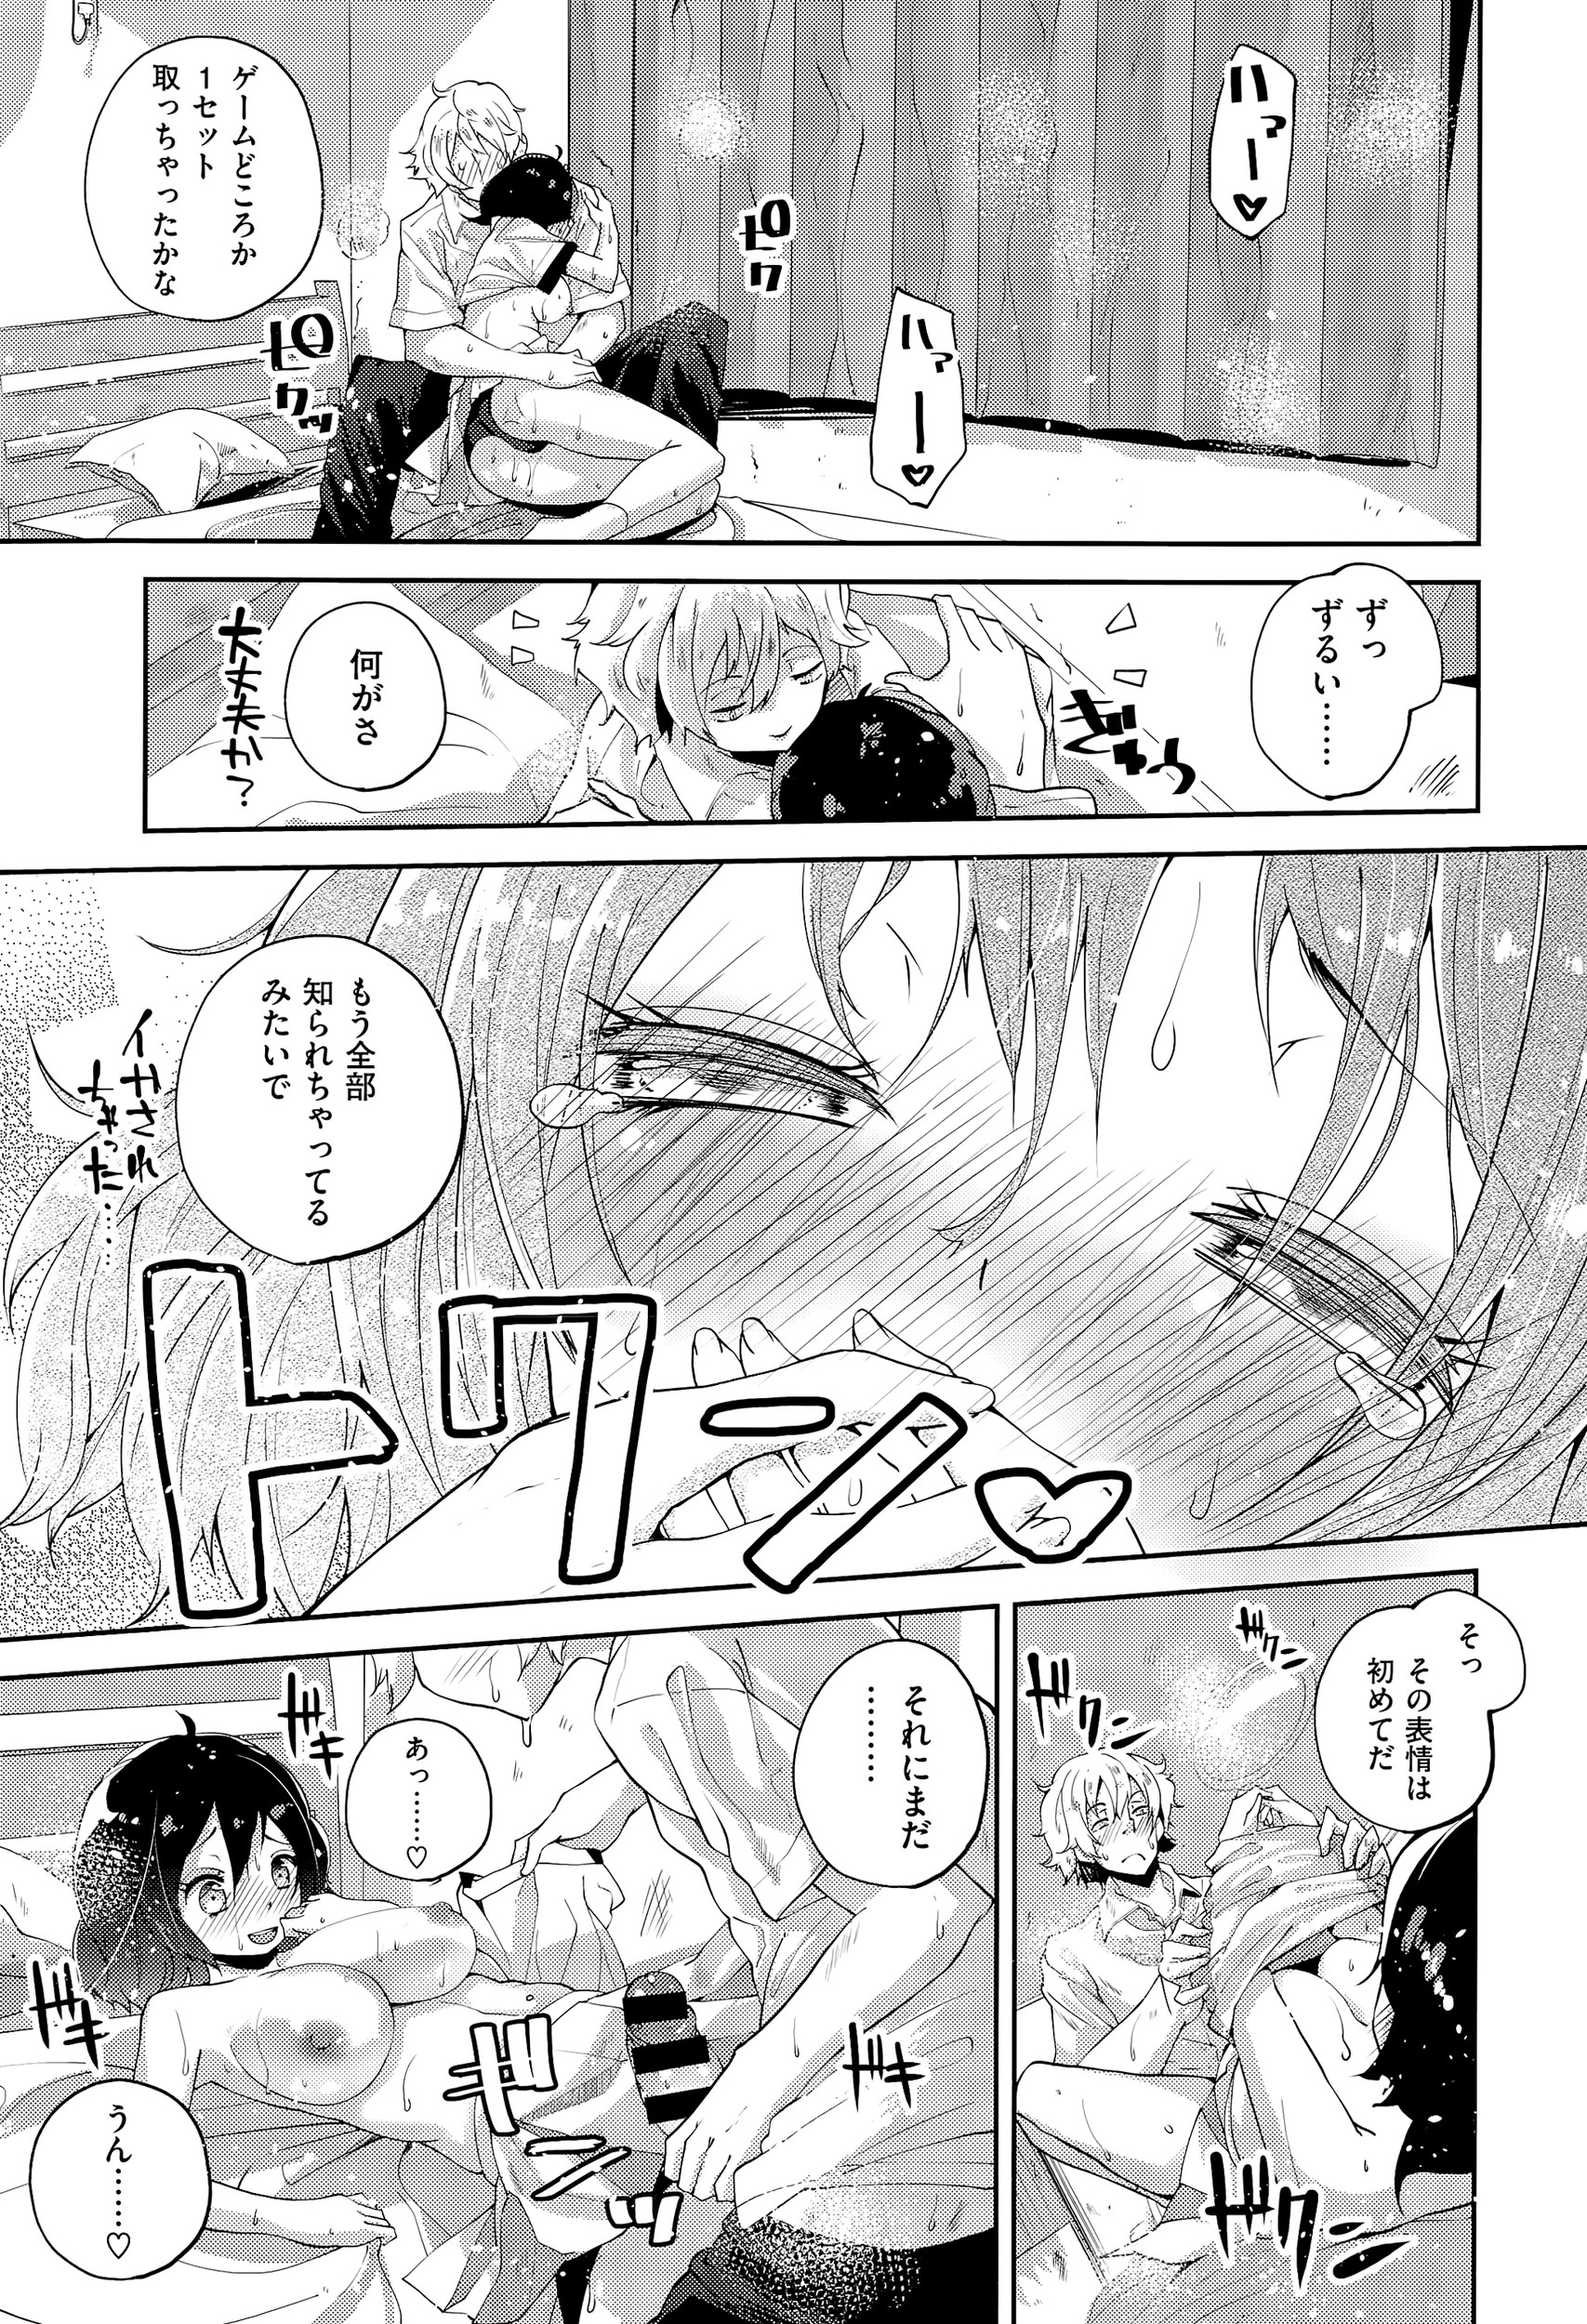 ハァー♡
ハァー♡
ピク
ゲームどころか
1セット
取っちゃったかな
ピクッ
ずっ
ずるい……
ぎゅう
何がさ
大丈夫か？
もう全部
知られちゃってる
みたいで
イかされ
ちゃった……
トクン♡
そっ
その表情は
初めてだ
ドクン
ドクン
ドクン
それにまだ
………
あっ……♡
ドキ
ドキ
ドキ
ギンッ
うん……♡